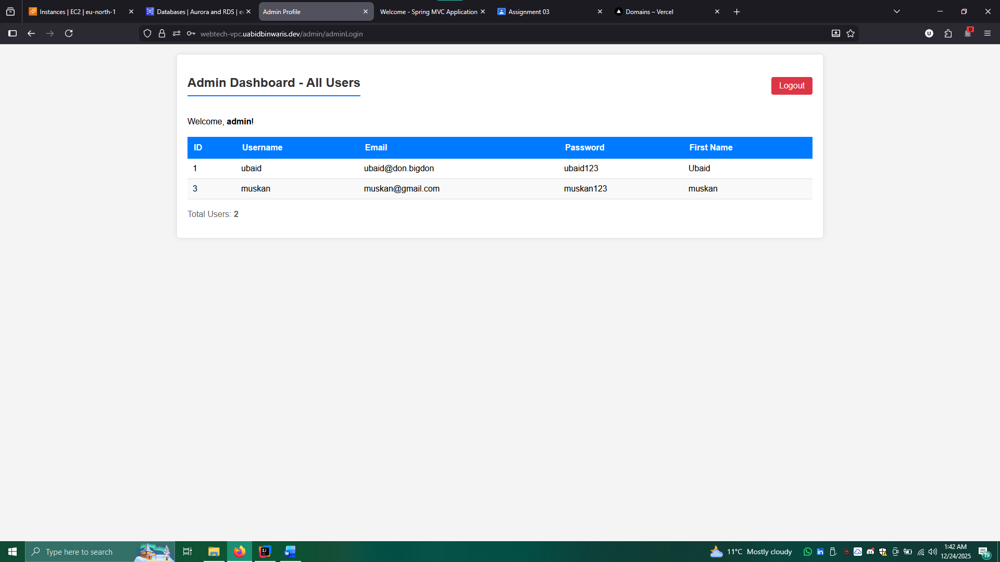 Instances | EC2 | eu-north-1
Databases | Aurora and RDS | eu
Admin Profile
Welcome - Spring MVC Application
Assignment 03
Domains – Vercel
webtech-vpc.uabidbinwaris.dev/admin/adminLogin
U
0
Admin Dashboard - All Users
Logout
Welcome, admin!
ID Username Email Password First Name
1 ubaid ubaid@don.bigdon ubaid123 Ubaid
3 muskan muskan@gmail.com muskan123 muskan
Total Users: 2
Type here to search
11°C Mostly cloudy
1:42 AM
12/24/2025
19